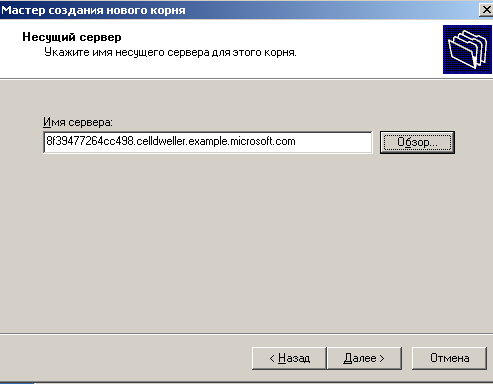 Мастер создания нового корня
Несущий сервер
Укажите имя несущего сервера для этого корня.
Имя сервера:
8f39477264cc498.celldweller.example.microsoft.com
Обзор...
< Назад
Далее >
Отмена